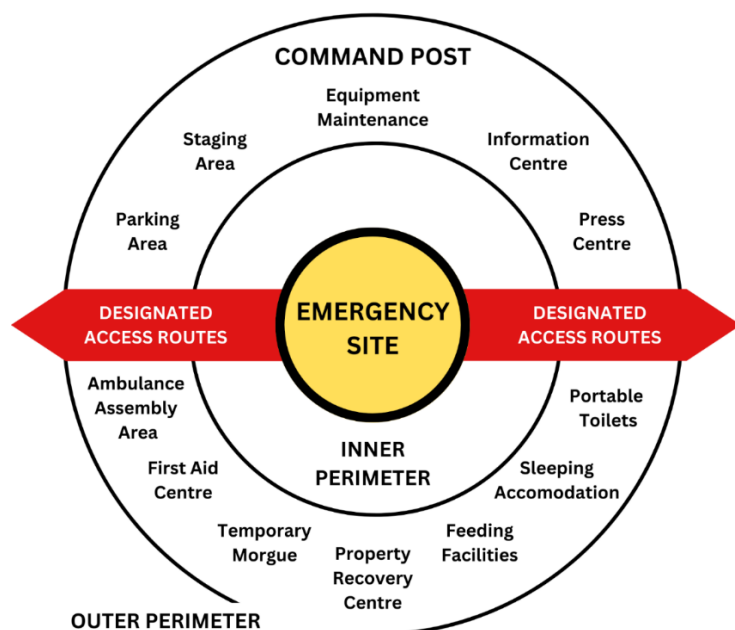 COMMAND POST
Equipment
Maintenance
Staging
Area
Information
Centre
Parking
Area
Press
Centre
DESIGNATED
ACCESS ROUTES
EMERGENCY
SITE
DESIGNATED
ACCESS ROUTES
Ambulance
Assembly
Area
Portable
Toilets
INNER
PERIMETER
First Aid
Centre
Sleeping
Accomodation
Temporary
Morgue
Property
Recovery
Centre
Feeding
Facilities
OUTER PERIMETER